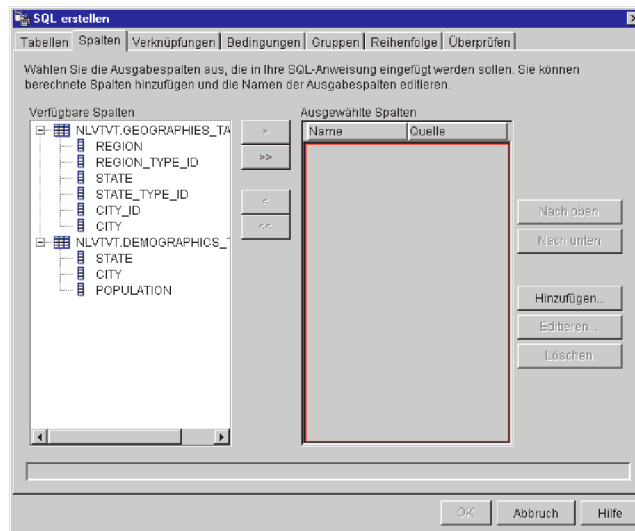 SQL erstellen
Tabellen Spalten Verknüpfungen Bedingungen Gruppen Reihenfolge Überprüfen
Wählen Sie die Ausgabespalten aus, die in Ihre SQL-Anweisung eingefügt werden sollen. Sie können
berechnete Spalten hinzufügen und die Namen der Ausgabespalten editieren.
Verfügbare Spalten
Ausgewählte Spalten
NLVTVT.GEOGRAPHIES_TA
REGION
REGION_TYPE_ID
STATE
STATE_TYPE_ID
CITY_ID
CITY
NLVTVT.DEMOGRAPHICS_T
STATE
CITY
POPULATION
>
>>
<
<<
Name Quelle
Nach oben
Nach unten
Hinzufügen...
Editieren...
Löschen
OK Abbruch Hilfe